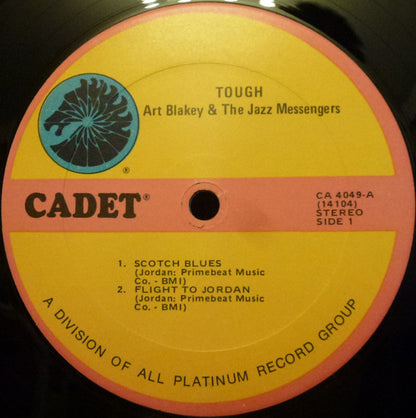 TOUGH
Art Blakey & The Jazz Messengers
®
CADET®
CA 4049-A
(14104)
STEREO
SIDE 1
1. SCOTCH BLUES
(Jordan: Primebeat Music
Co. - BMI)
2. FLIGHT TO JORDAN
(Jordan: Primebeat Music
Co. - BMI)
A DIVISION OF ALL PLATINUM RECORD GROUP